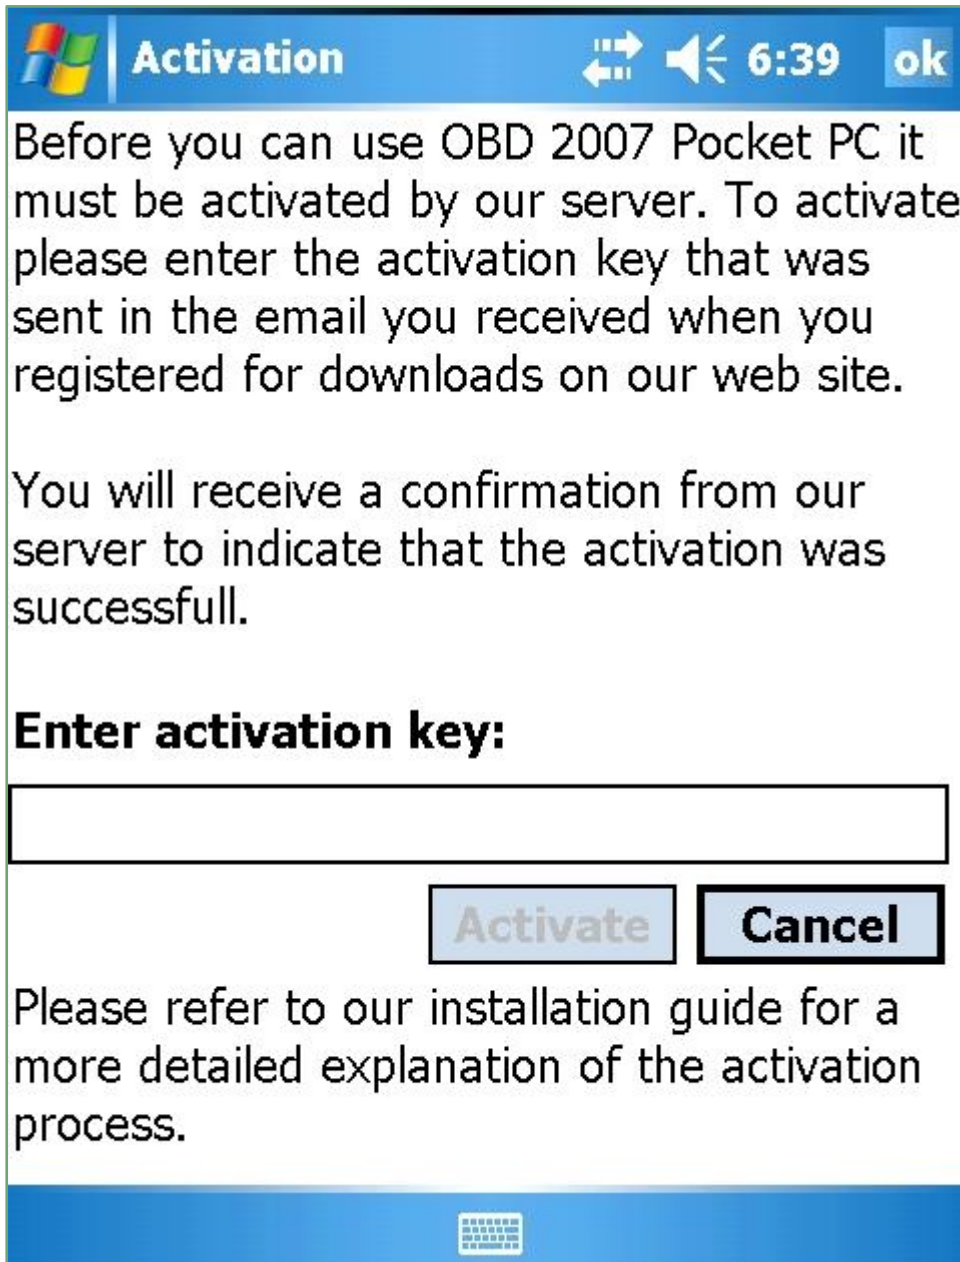 Activation 6:39 ok
Before you can use OBD 2007 Pocket PC it
must be activated by our server. To activate
please enter the activation key that was
sent in the email you received when you
registered for downloads on our web site.
You will receive a confirmation from our
server to indicate that the activation was
successfull.
Enter activation key:
Activate Cancel
Please refer to our installation guide for a
more detailed explanation of the activation
process.